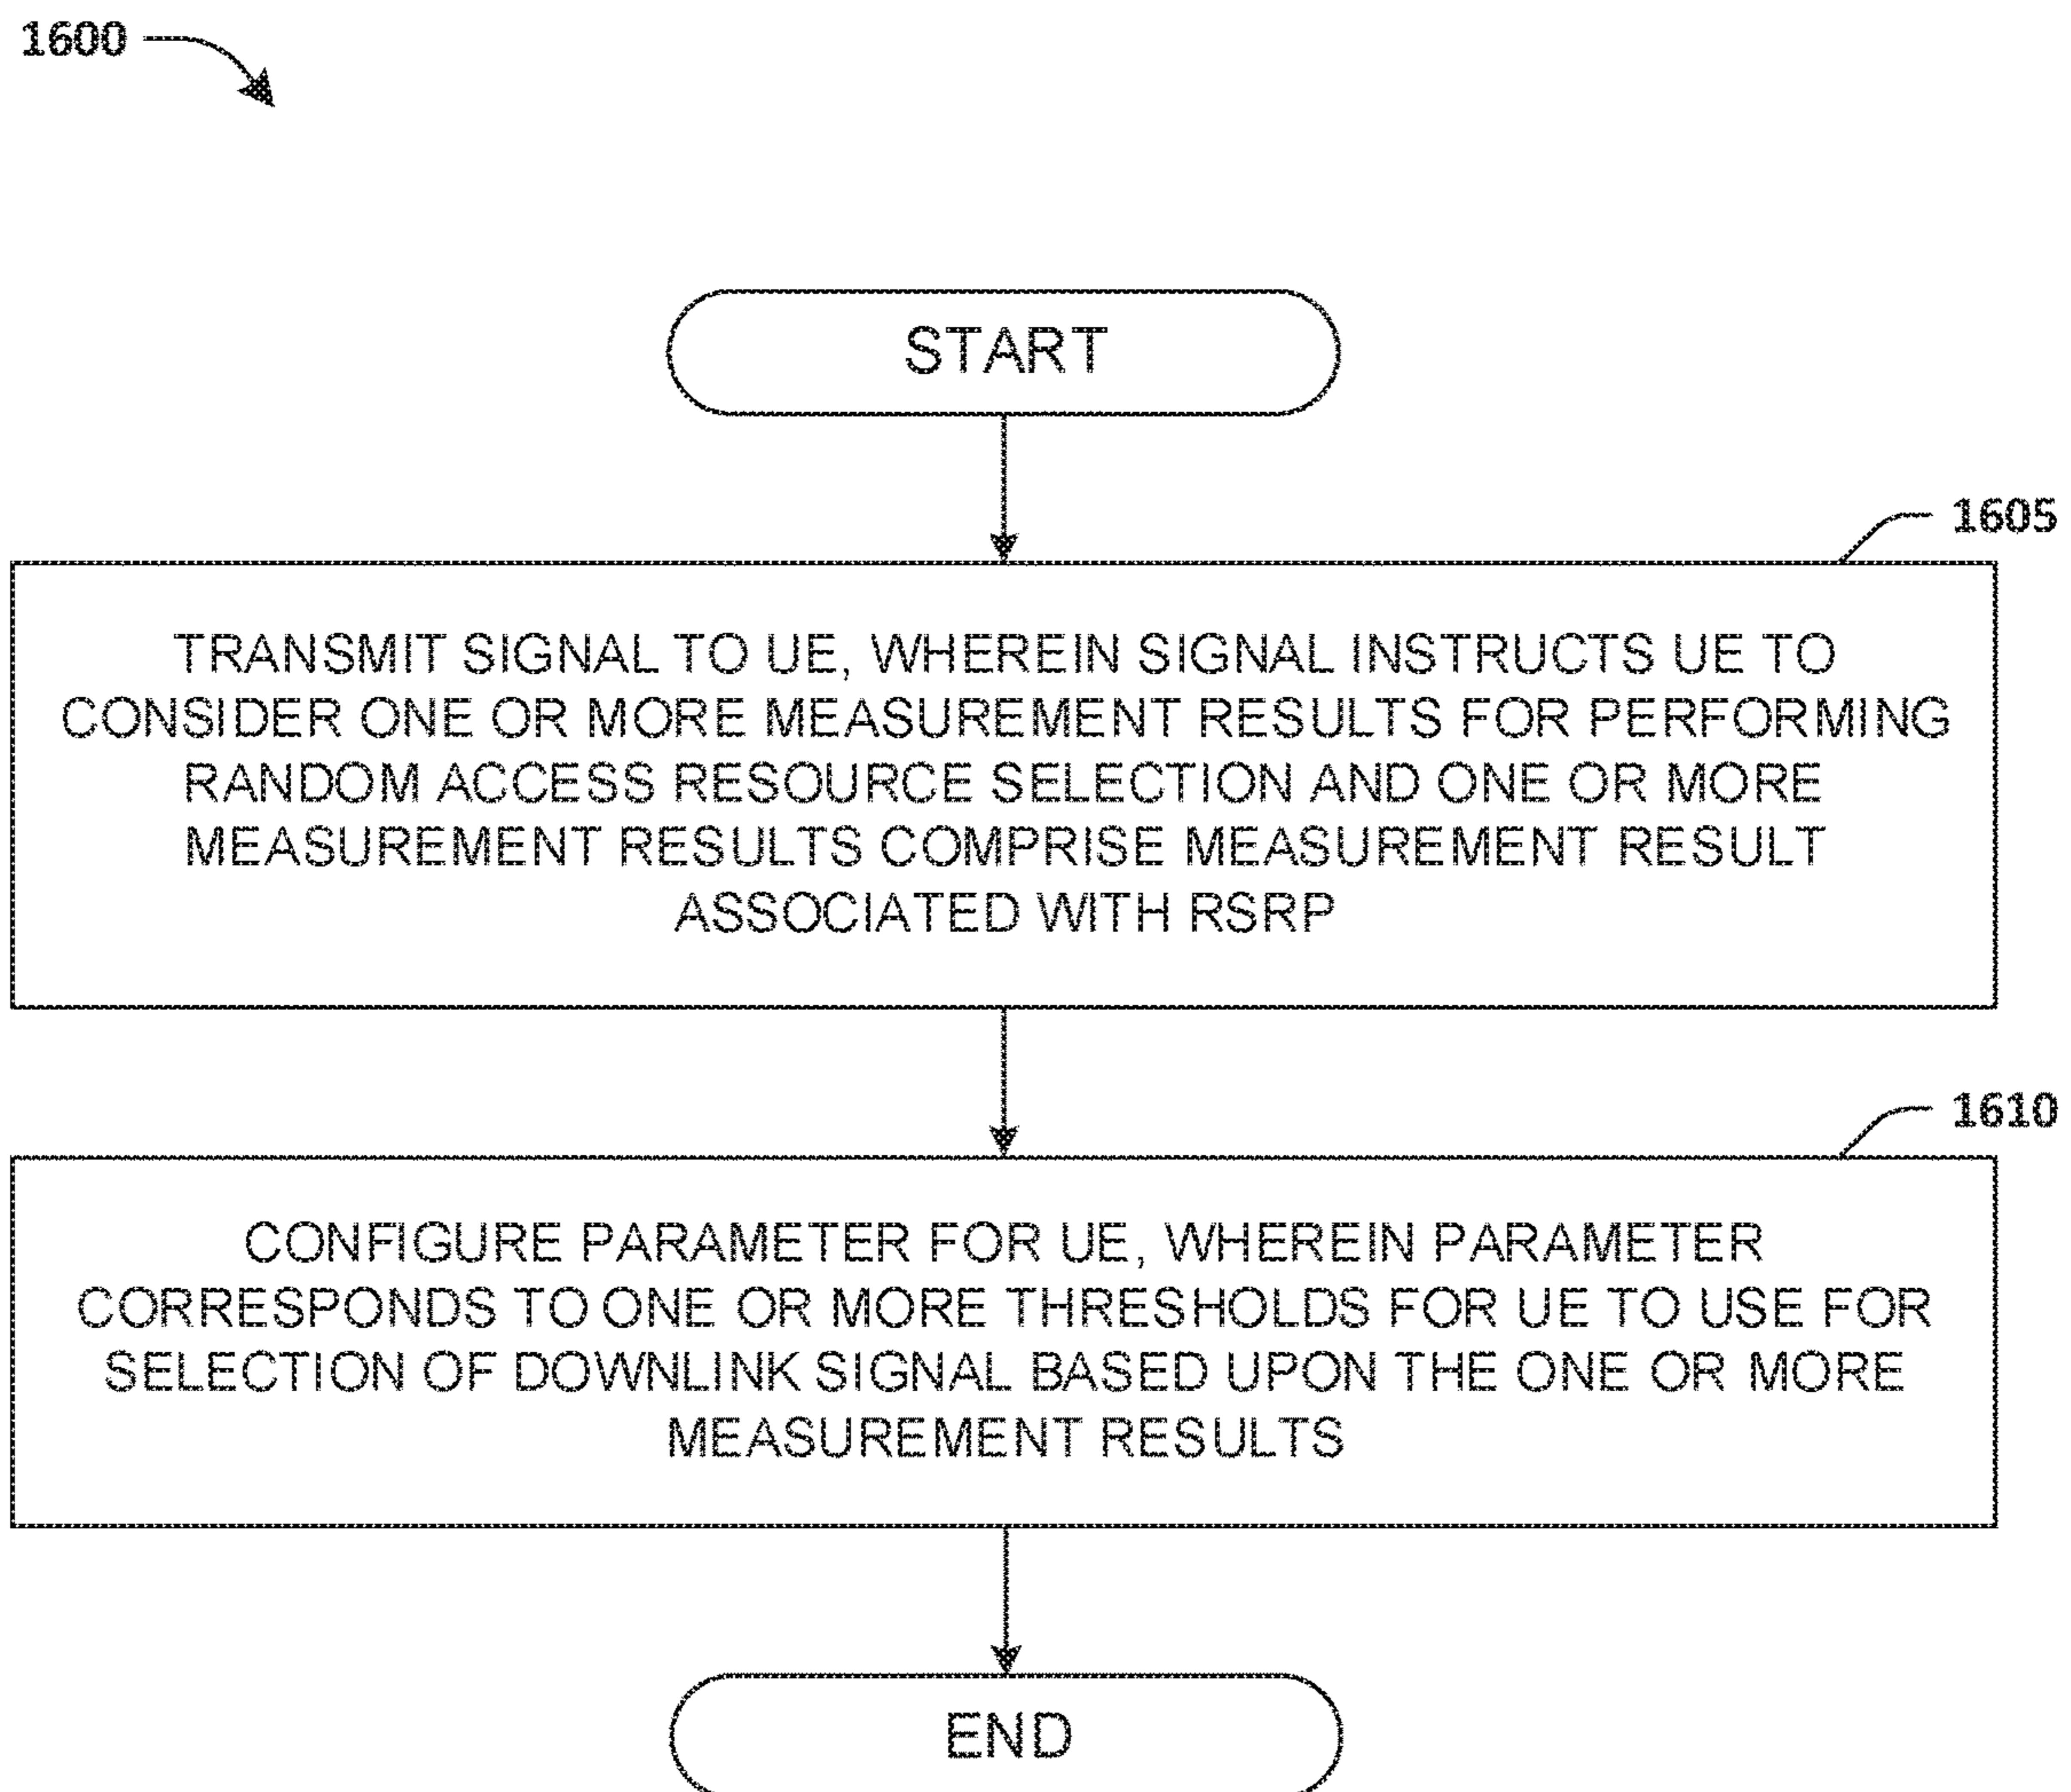 1600
START
1605
TRANSMIT SIGNAL TO UE, WHEREIN SIGNAL INSTRUCTS UE TO
CONSIDER ONE OR MORE MEASUREMENT RESULTS FOR PERFORMING
RANDOM ACCESS RESOURCE SELECTION AND ONE OR MORE
MEASUREMENT RESULTS COMPRISE MEASUREMENT RESULT
ASSOCIATED WITH RSRP
1610
CONFIGURE PARAMETER FOR UE, WHEREIN PARAMETER
CORRESPONDS TO ONE OR MORE THRESHOLDS FOR UE TO USE FOR
SELECTION OF DOWNLINK SIGNAL BASED UPON THE ONE OR MORE
MEASUREMENT RESULTS
END